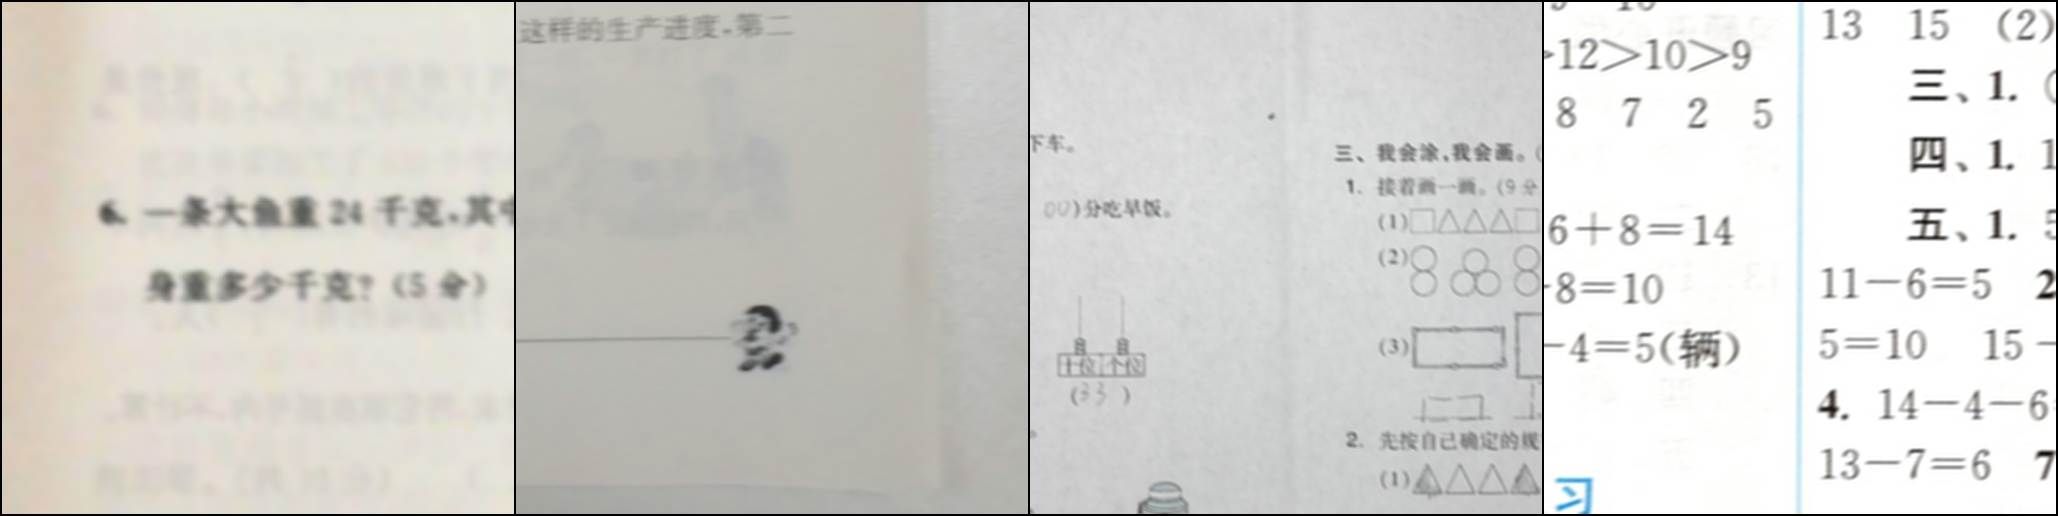 6. 一条大鱼重 24 千克,其中
身重多少千克?(5 分)
这样的生产进度,第二
下车。
00)分吃早饭。
十位 个位
(33 )
三、我会涂,我会画。(
1. 接着画一画。(9 分
(1)
(2)
(3)
2. 先按自己确定的规
(1)
>12>10>9
8 7 2 5
6+8=14
-8=10
-4=5(辆)
习
13 15 (2)
三、1. (
四、1. 1
五、1. 5
11-6=5 2
5=10 15-
4. 14-4-6
13-7=6 7